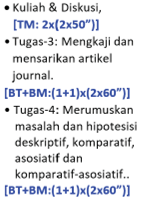 • Kuliah & Diskusi,
[TM: 2x(2x50”)]
• Tugas-3: Mengkaji dan
mensarikan artikel
journal.
[BT+BM:(1+1)x(2x60”)]
• Tugas-4: Merumuskan
masalah dan hipotesisi
deskriptif, komparatif,
asosiatif dan
komparatif-asosiatif..
[BT+BM:(1+1)x(2x60”)]